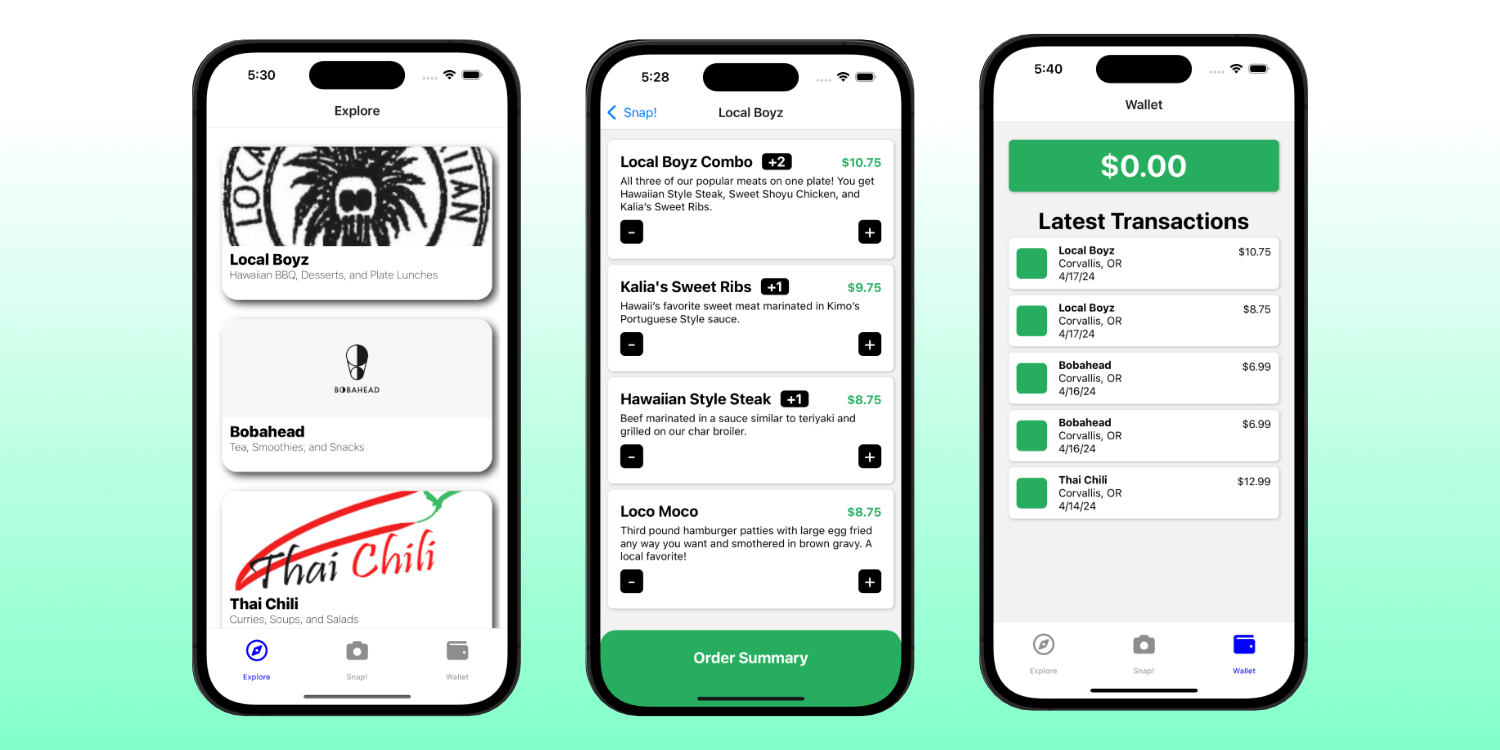 5:30
Explore
LOCA
IIAN
Local Boyz
Hawaiian BBQ, Desserts, and Plate Lunches
BOBAHEAD
Bobahead
Tea, Smoothies, and Snacks
Thai Chili
Thai Chili
Curries, Soups, and Salads
Explore
Snap!
Wallet
5:28
Snap!
Local Boyz
Local Boyz Combo +2 $10.75
All three of our popular meats on one plate! You get
Hawaiian Style Steak, Sweet Shoyu Chicken, and
Kalia's Sweet Ribs.
-
+
Kalia's Sweet Ribs +1 $9.75
Hawaii's favorite sweet meat marinated in Kimo's
Portuguese Style sauce.
-
+
Hawaiian Style Steak +1 $8.75
Beef marinated in a sauce similar to teriyaki and
grilled on our char broiler.
-
+
Loco Moco $8.75
Third pound hamburger patties with large egg fried
any way you want and smothered in brown gravy. A
local favorite!
-
+
Order Summary
5:40
Wallet
$0.00
Latest Transactions
Local Boyz $10.75
Corvallis, OR
4/17/24
Local Boyz $8.75
Corvallis, OR
4/17/24
Bobahead $6.99
Corvallis, OR
4/16/24
Bobahead $6.99
Corvallis, OR
4/16/24
Thai Chili $12.99
Corvallis, OR
4/14/24
Explore
Snap!
Wallet